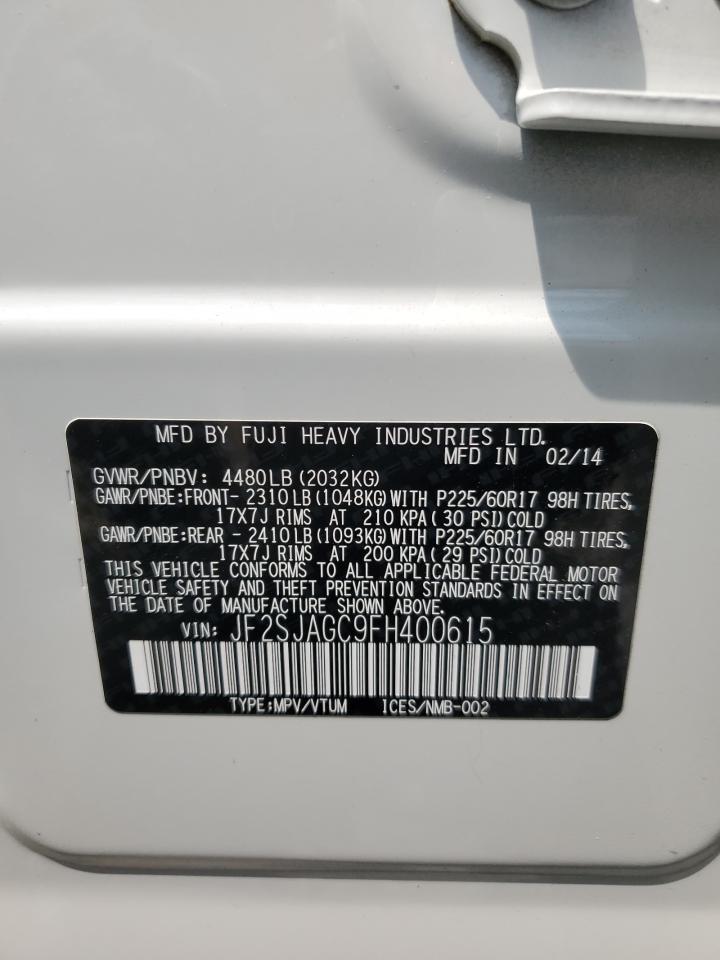 MFD BY FUJI HEAVY INDUSTRIES LTD.
MFD IN 02/14
GVWR/PNBV: 4480LB (2032KG)
GAWR/PNBE:FRONT- 2310LB(1048KG)WITH P225/60R17 98H TIRES,
17X7J RIMS AT 210 KPA( 30 PSI)COLD
GAWR/PNBE:REAR - 2410LB(1093KG)WITH P225/60R17 98H TIRES,
17X7J RIMS AT 200 KPA(29 PSI)COLD
THIS VEHICLE CONFORMS TO ALL APPLICABLE FEDERAL MOTOR
VEHICLE SAFETY AND THEFT PREVENTION STANDARDS IN EFFECT ON
THE DATE OF MANUFACTURE SHOWN ABOVE.
VIN: JF2SJAGC9FH400615
TYPE:MPV/VTUM ICES/NMB-002